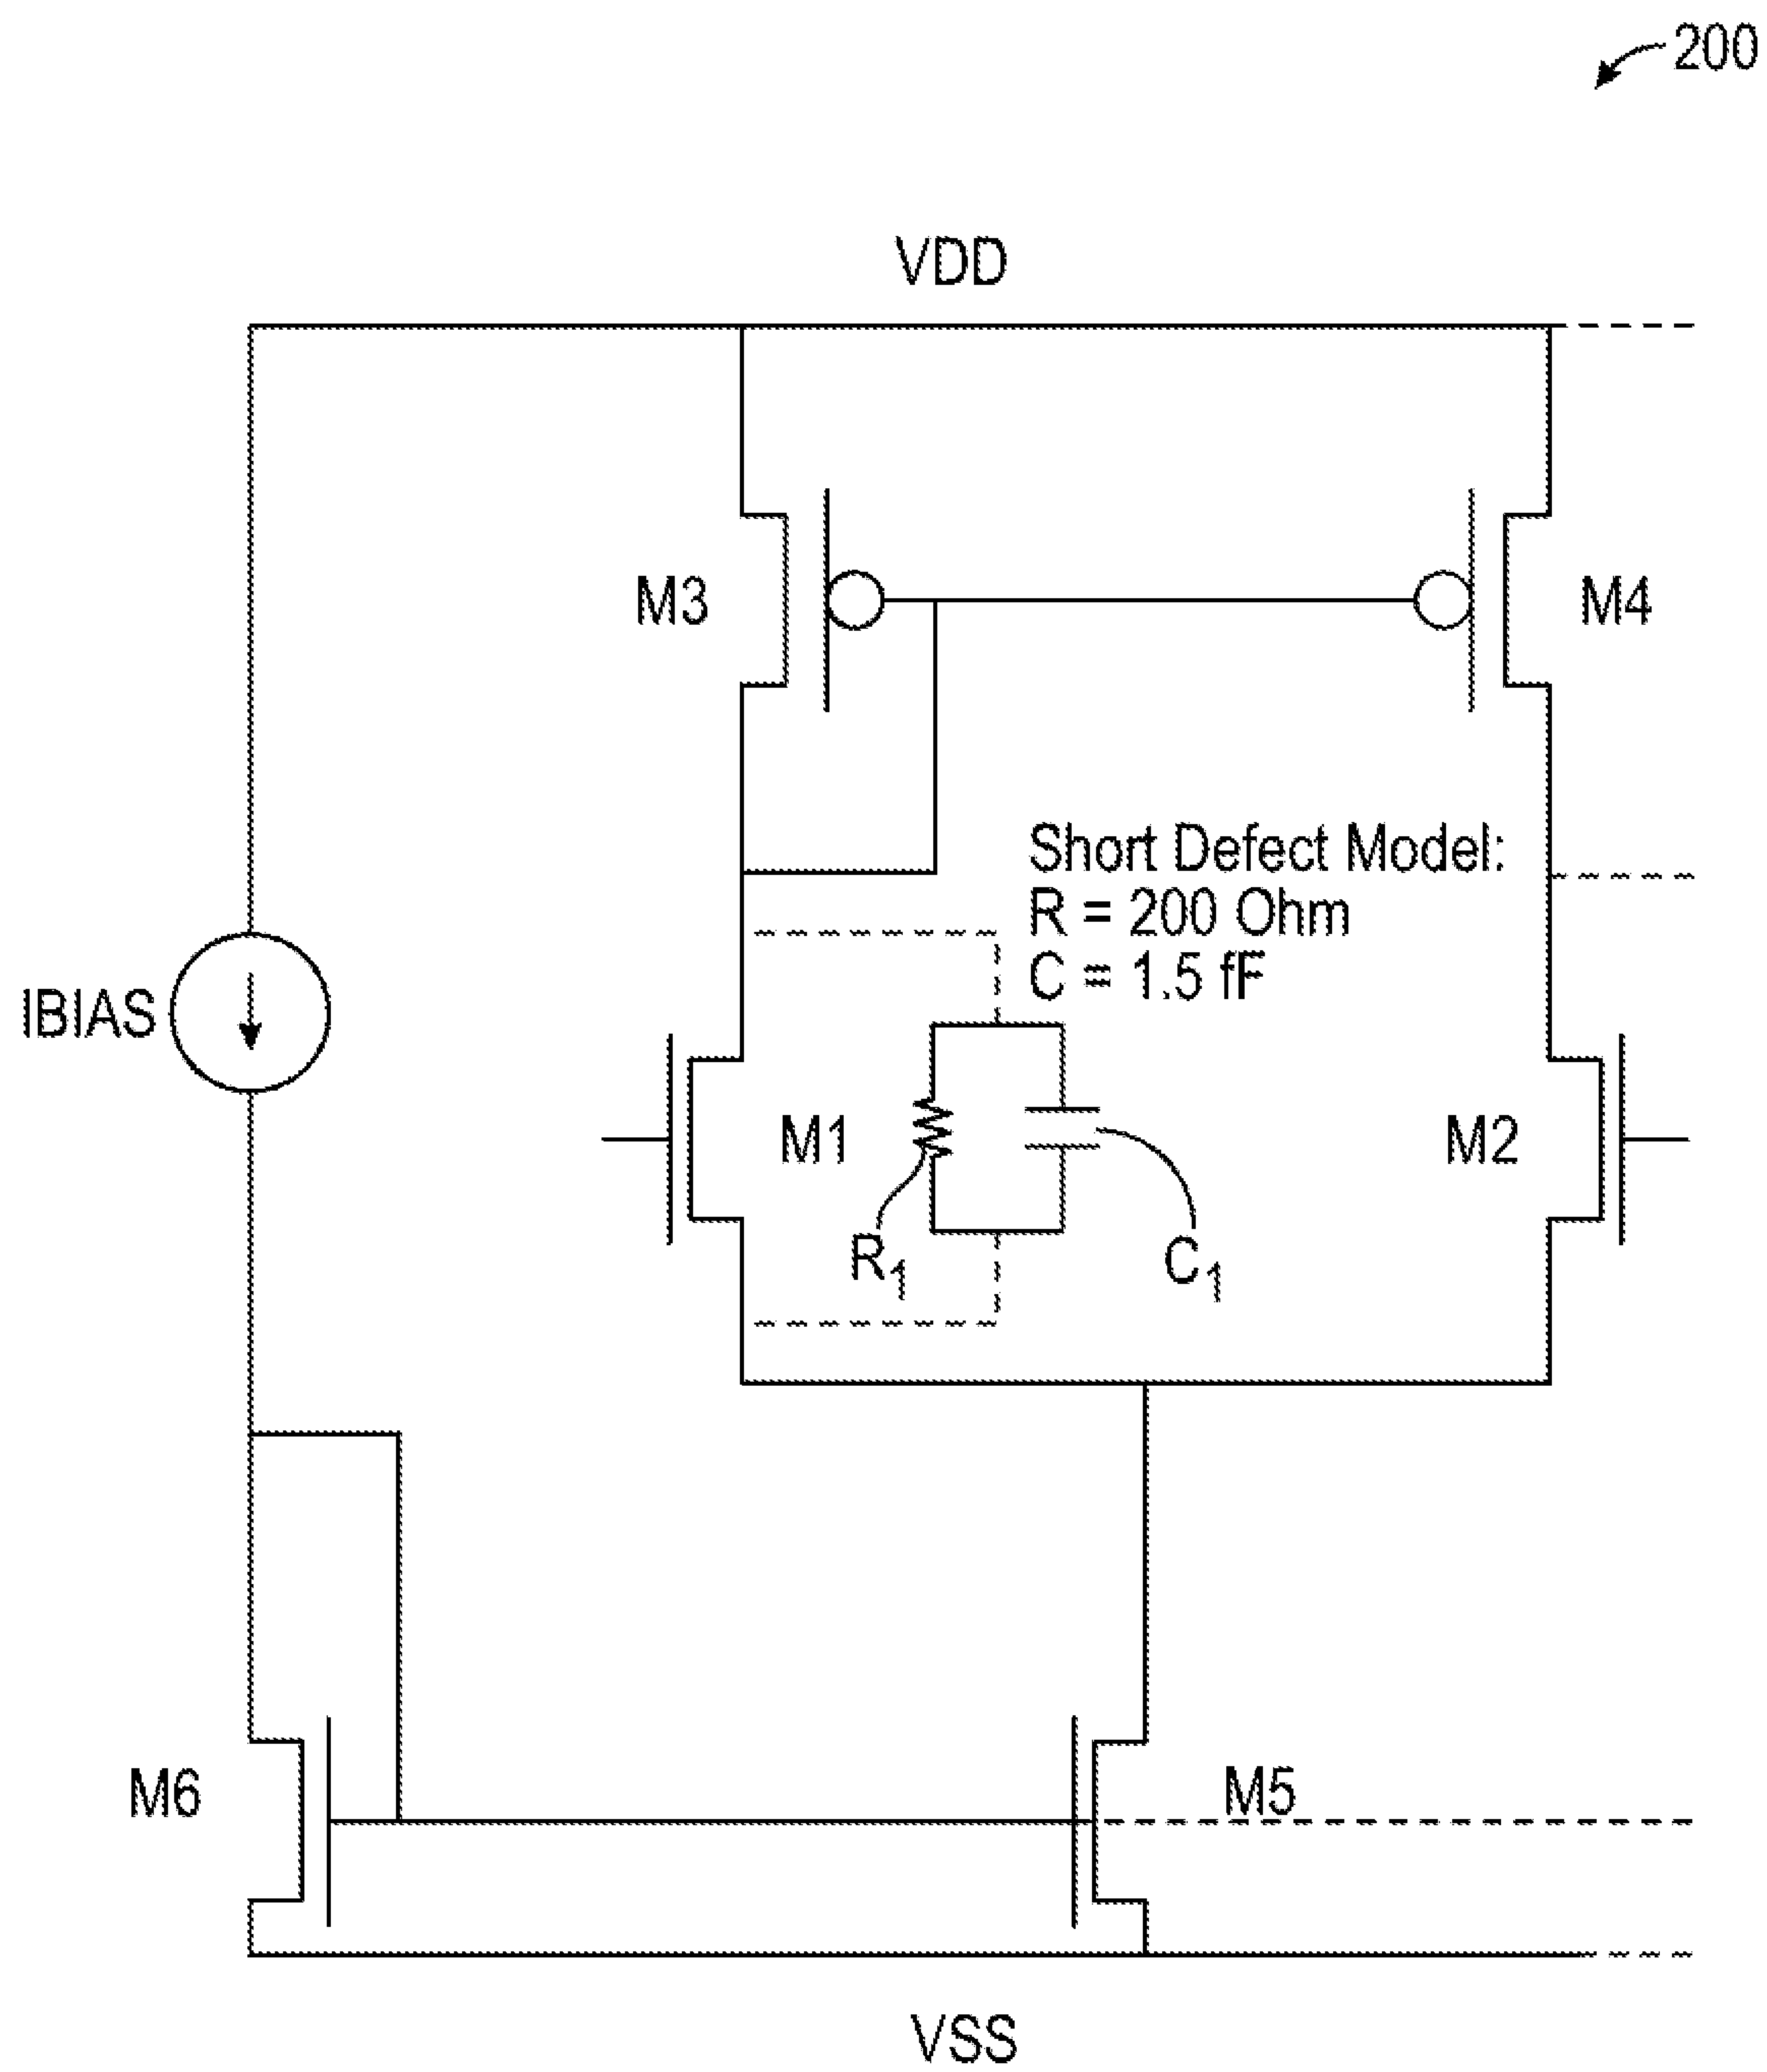 200
VDD
M3
M4
Short Defect Model:
R = 200 Ohm
C = 1.5 fF
IBIAS
M1
M2
R1
C1
M6
M5
VSS